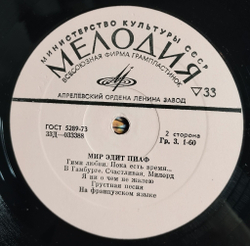 МИНИСТЕРСТВО КУЛЬТУРЫ СССР
МЕЛОДИЯ
ВСЕСОЮЗНАЯ ФИРМА ГРАМПЛАСТИНОК
▽33
АПРЕЛЕВСКИЙ ОРДЕНА ЛЕНИНА ЗАВОД
ГОСТ 5289-73
33Д—033388
2 сторона
Гр. 3. 1-60
МИР ЭДИТ ПИАФ
Гимн любви. Пока есть время...
В Гамбурге. Счастливая. Милорд
Я ни о чем не жалею
Грустная песня
На французском языке